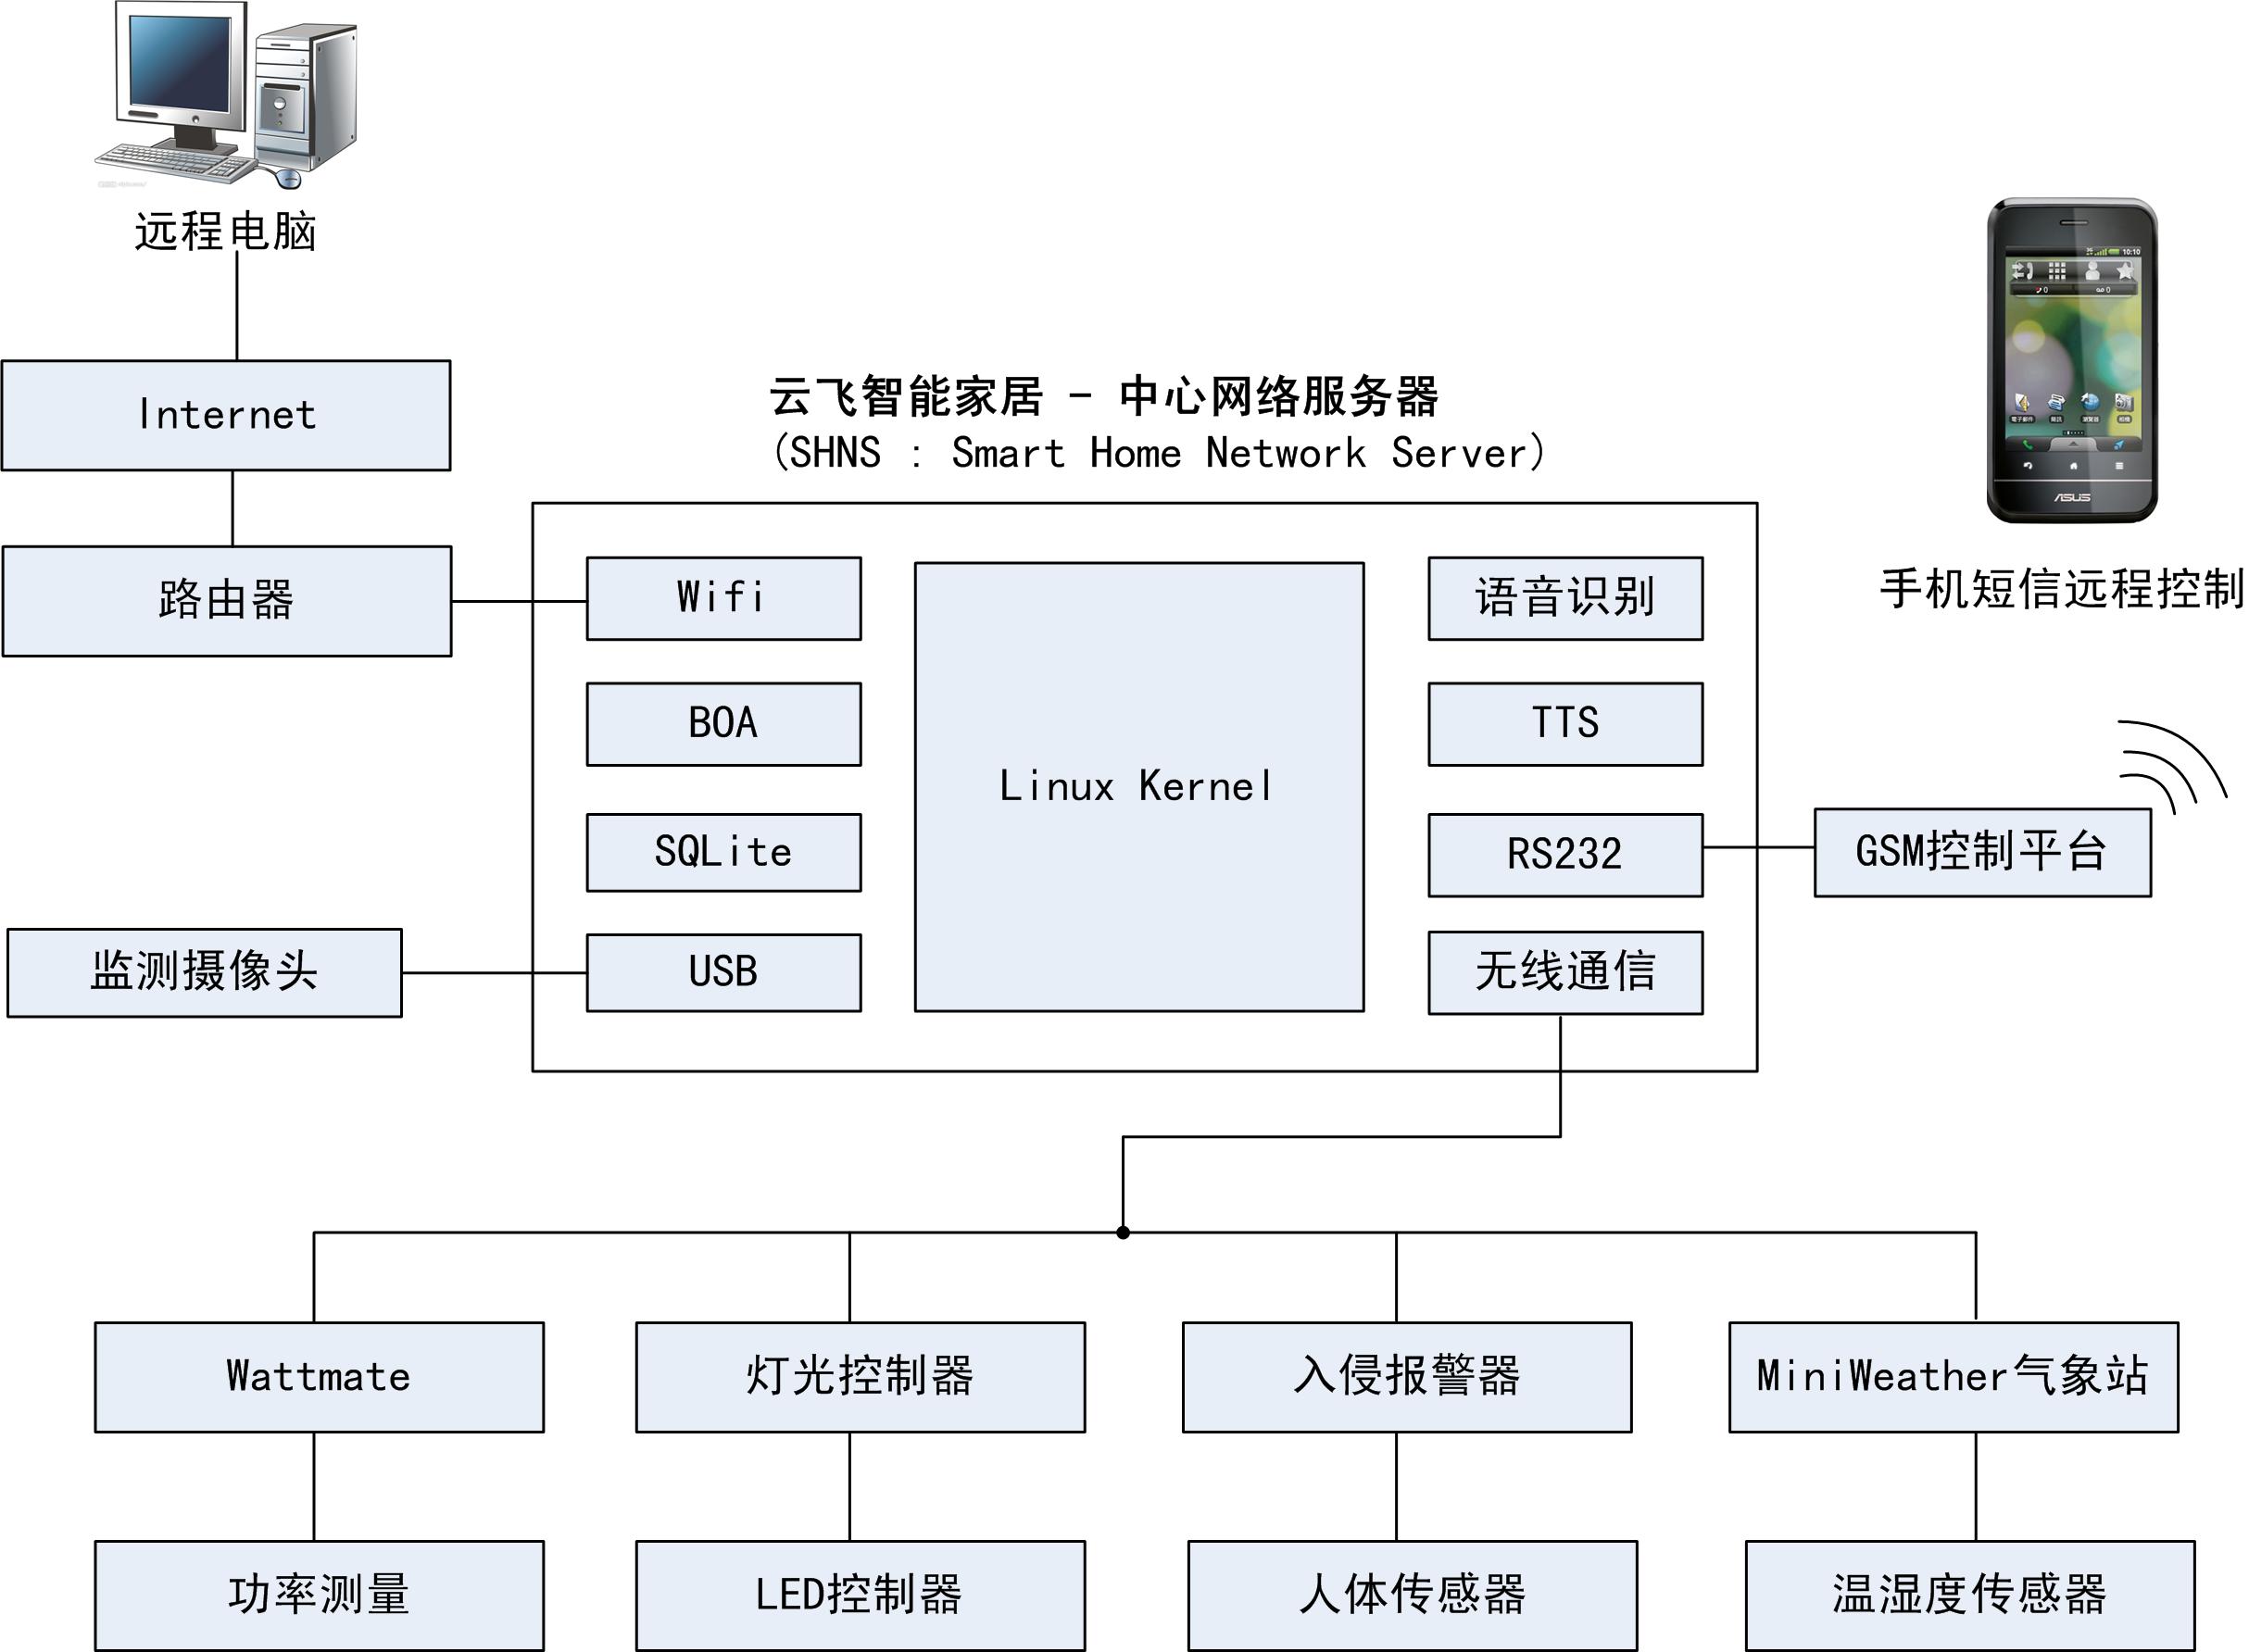 远程电脑
Internet
云飞智能家居 - 中心网络服务器
(SHNS : Smart Home Network Server)
10:10
0
0
ASUS
手机短信远程控制
路由器
Wifi
语音识别
BOA
Linux Kernel
TTS
SQLite
RS232
GSM控制平台
监测摄像头
USB
无线通信
Wattmate
灯光控制器
入侵报警器
MiniWeather气象站
功率测量
LED控制器
人体传感器
温湿度传感器